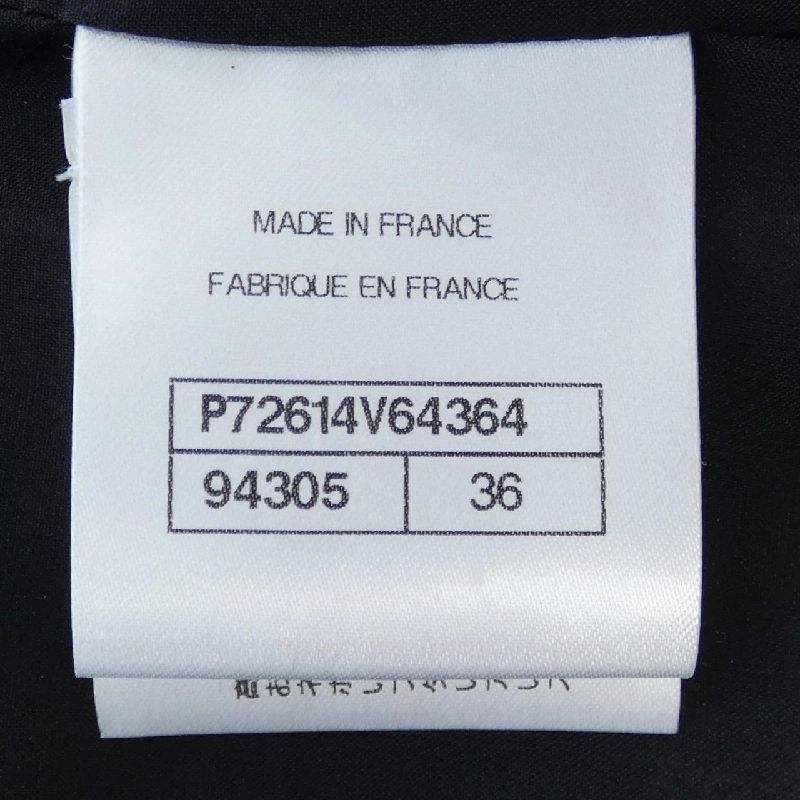 MADE IN FRANCE
FABRIQUE EN FRANCE
P72614V64364
94305 36